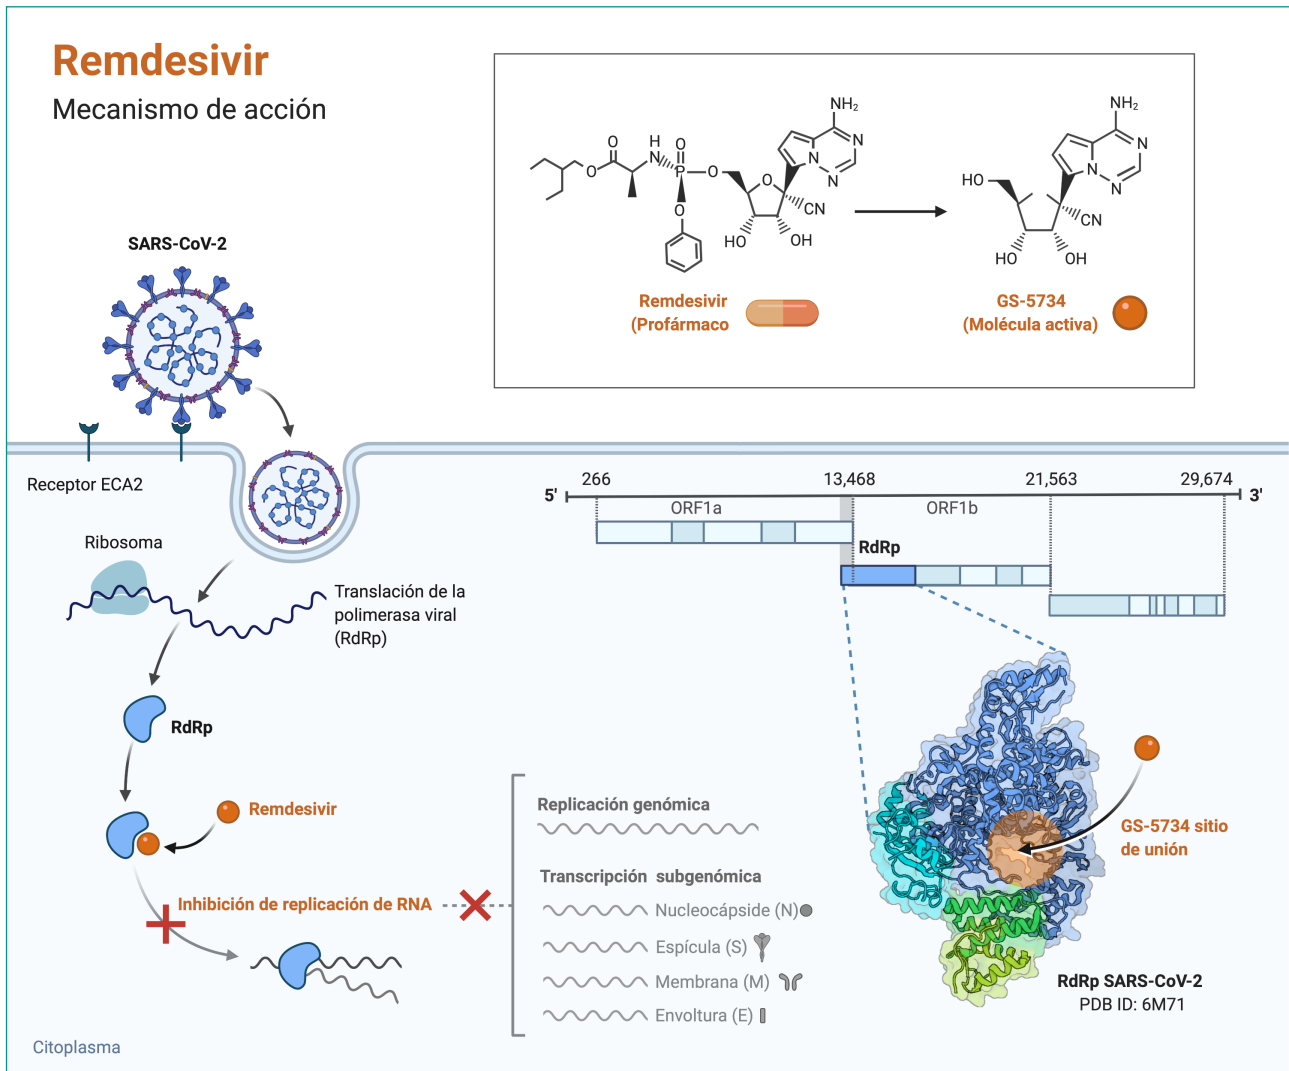 Remdesivir
Mecanismo de acción
NH₂
N
N
N
N
O
O
H
N
O
P
O
O
O
CN
HO
OH
NH₂
N
N
N
HO
CN
HO
OH
Remdesivir
(Profármaco
GS-5734
(Molécula activa)
SARS-CoV-2
Receptor ECA2
Ribosoma
Translación de la
polimerasa viral
(RdRp)
RdRp
Remdesivir
Inhibición de replicación de RNA
Citoplasma
5'
266
13,468
21,563
29,674
3'
ORF1a
ORF1b
RdRp
Replicación genómica
Transcripción subgenómica
Nucleocápside (N)
Espícula (S)
Membrana (M)
Envoltura (E)
GS-5734 sitio
de unión
RdRp SARS-CoV-2
PDB ID: 6M71